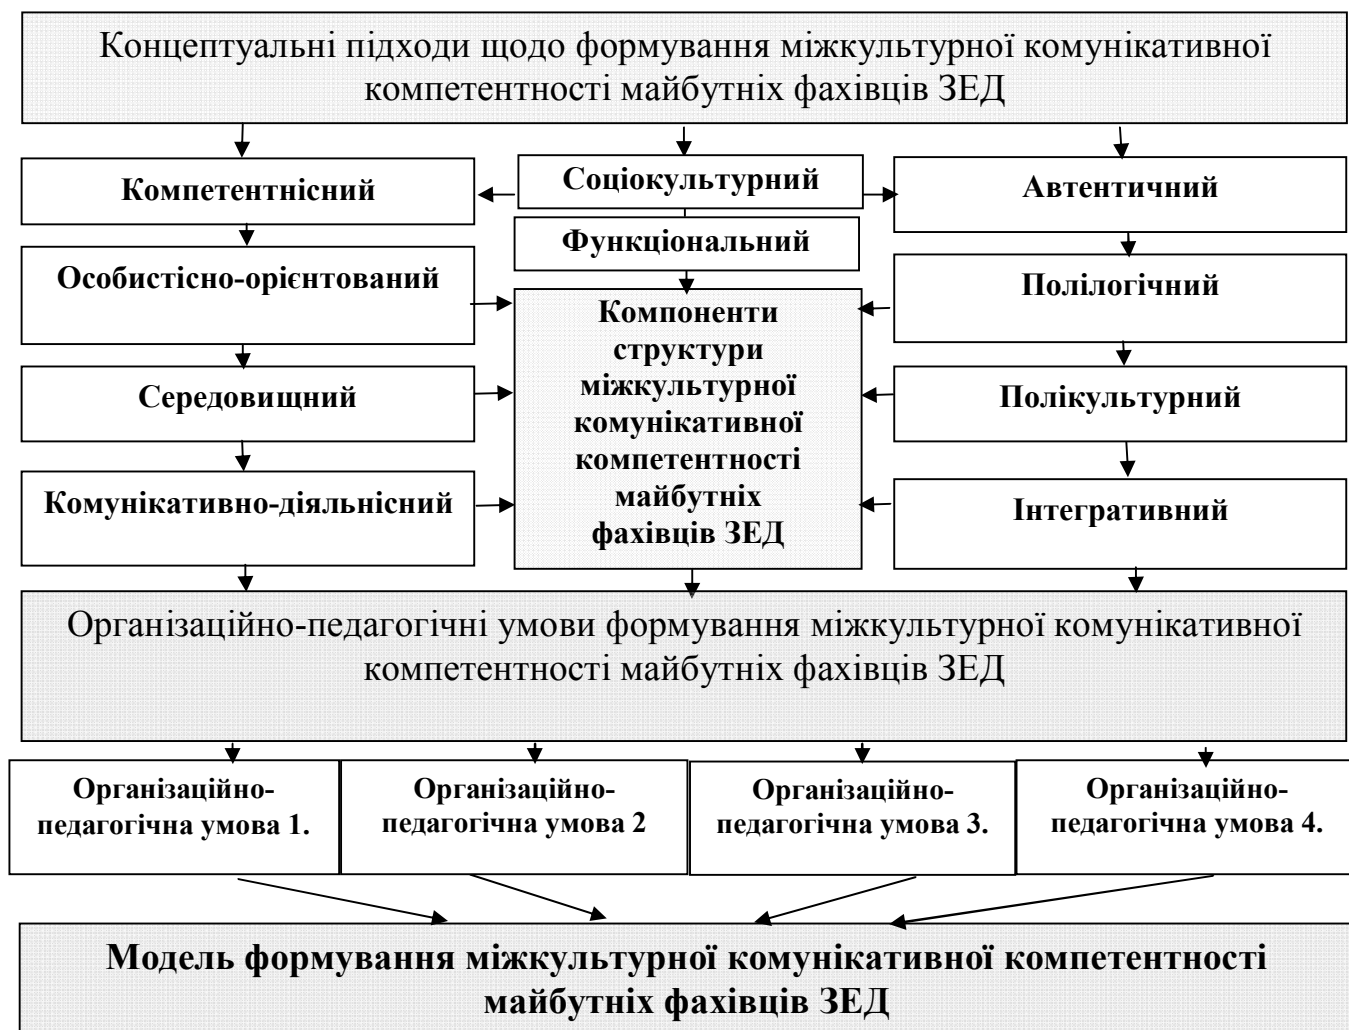 Концептуальні підходи щодо формування міжкультурної комунікативної
компетентності майбутніх фахівців ЗЕД
Компетентнісний
Соціокультурний
Автентичний
Функціональний
Особистісно-орієнтований
Полілогічний
Компоненти
структури
міжкультурної
комунікативної
компетентності
майбутніх
фахівців ЗЕД
Середовищний
Полікультурний
Комунікативно-діяльнісний
Інтегративний
Організаційно-педагогічні умови формування міжкультурної комунікативної
компетентності майбутніх фахівців ЗЕД
Організаційно-
педагогічна умова 1.
Організаційно-
педагогічна умова 2
Організаційно-
педагогічна умова 3.
Організаційно-
педагогічна умова 4.
Модель формування міжкультурної комунікативної компетентності
майбутніх фахівців ЗЕД